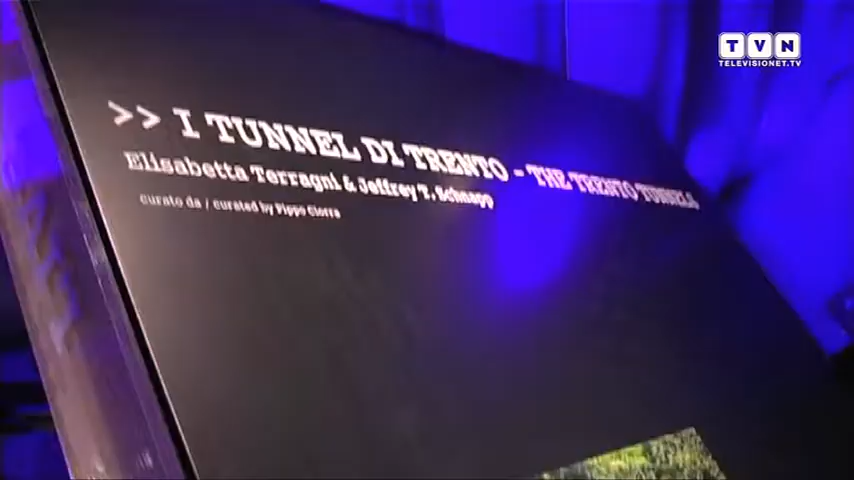 TVN
TELEVISIONET.TV
>> I TUNNEL DI TRENTO - THE TRENTO TUNNELS
Elisabetta Terragni & Jeffrey T. Schnapp
curato da / curated by Pippo Ciorra